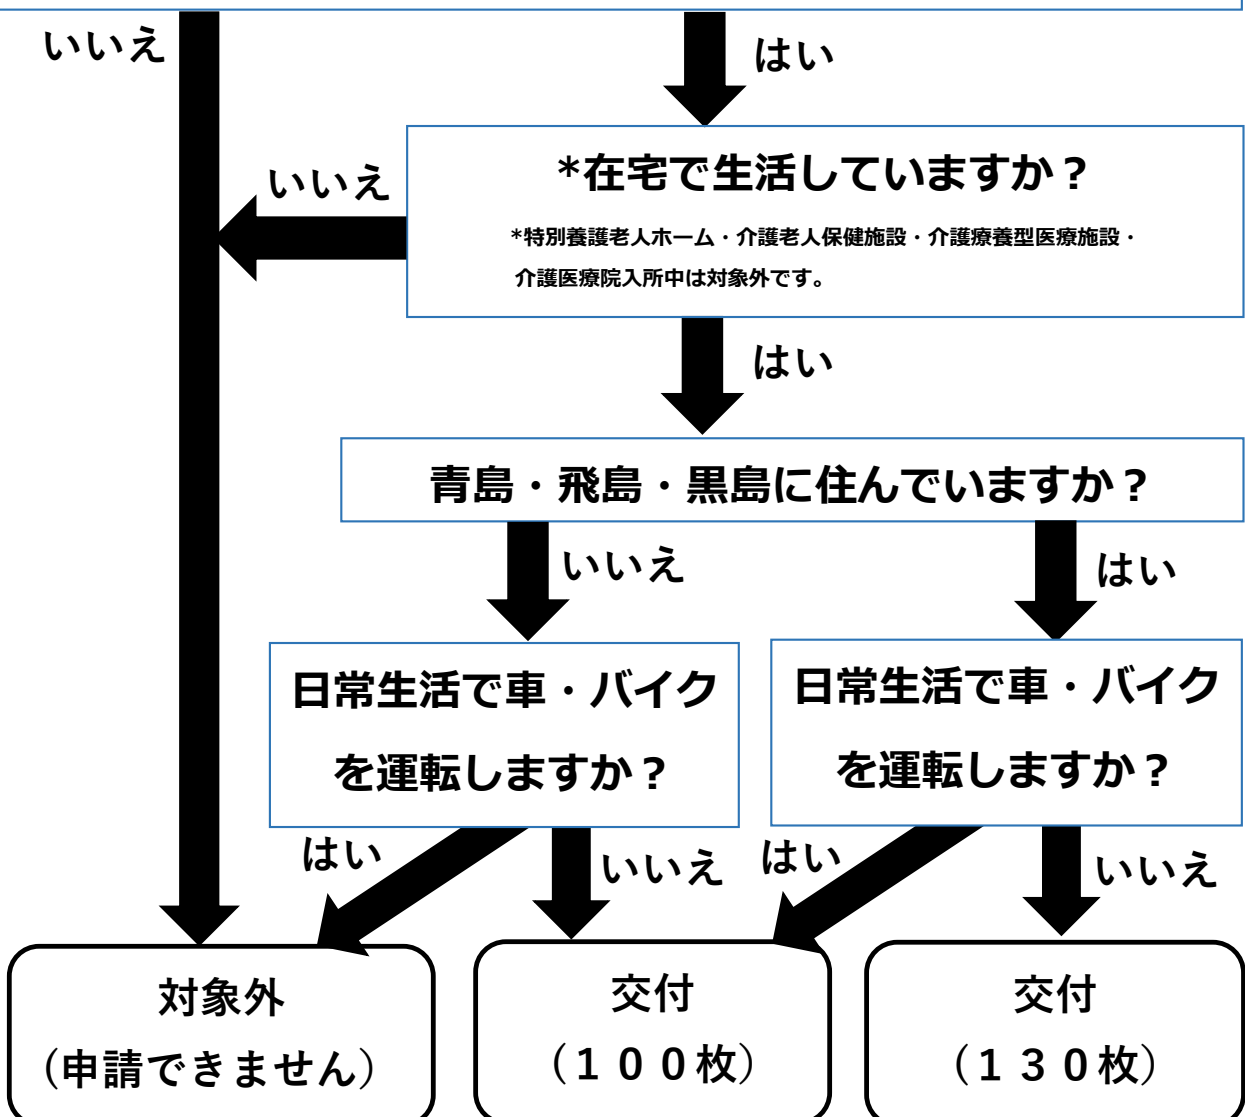 いいえ
はい
*在宅で生活していますか？
いいえ
*特別養護老人ホーム・介護老人保健施設・介護療養型医療施設・
介護医療院入所中は対象外です。
はい
青島・飛島・黒島に住んでいますか？
いいえ
はい
日常生活で車・バイク
を運転しますか？
日常生活で車・バイク
を運転しますか？
はい
いいえ
はい
いいえ
対象外
（申請できません）
交付
（１００枚）
交付
（１３０枚）